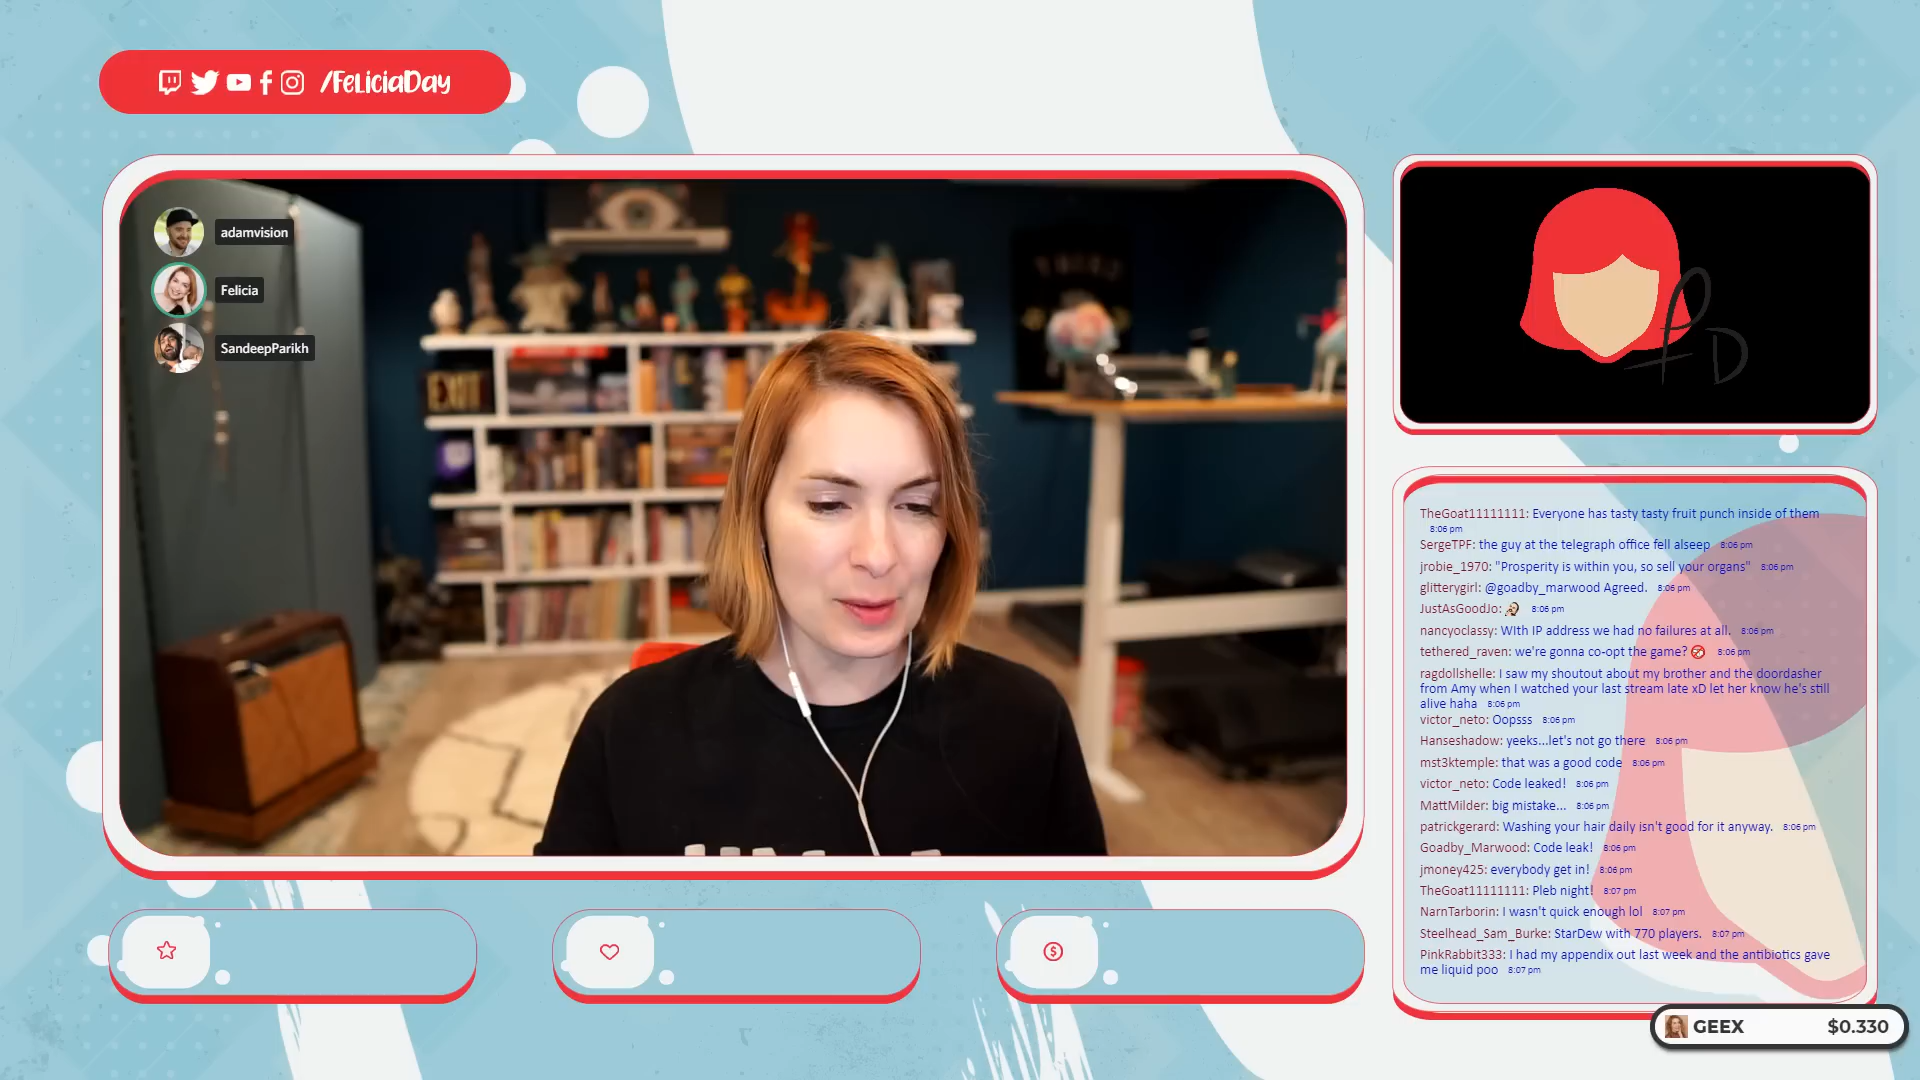 /FeliciaDay
adamvision
Felicia
SandeepParikh
EXIT
TheGoat11111111: Everyone has tasty tasty fruit punch inside of them
8:06 pm
SergeTPF: the guy at the telegraph office fell alseep 8:06 pm
jrobie_1970: "Prosperity is within you, so sell your organs" 8:06 pm
glitterygirl: @goadby_marwood Agreed. 8:06 pm
JustAsGoodJo: 8:06 pm
nancyoclassy: WIth IP address we had no failures at all. 8:06 pm
tethered_raven: we're gonna co-opt the game? 8:06 pm
ragdollshelle: I saw my shoutout about my brother and the doordasher
from Amy when I watched your last stream late xD let her know he's still
alive haha 8:06 pm
victor_neto: Oopsss 8:06 pm
Hanseshadow: yeeks...let's not go there 8:06 pm
mst3ktemple: that was a good code 8:06 pm
victor_neto: Code leaked! 8:06 pm
MattMilder: big mistake... 8:06 pm
patrickgerard: Washing your hair daily isn't good for it anyway. 8:06 pm
Goadby_Marwood: Code leak! 8:06 pm
jmoney425: everybody get in! 8:06 pm
TheGoat11111111: Pleb night! 8:07 pm
NarnTarborin: I wasn't quick enough lol 8:07 pm
Steelhead_Sam_Burke: StarDew with 770 players. 8:07 pm
PinkRabbit333: I had my appendix out last week and the antibiotics gave
me liquid poo 8:07 pm
GEEX $0.330